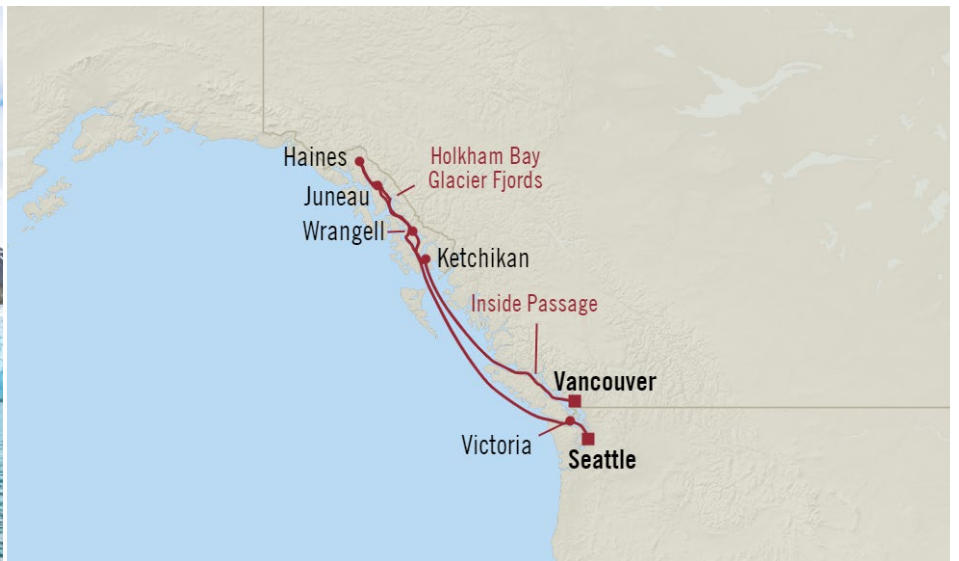 Haines
Holkham Bay
Glacier Fjords
Juneau
Wrangell
Ketchikan
Inside Passage
Vancouver
Victoria
Seattle